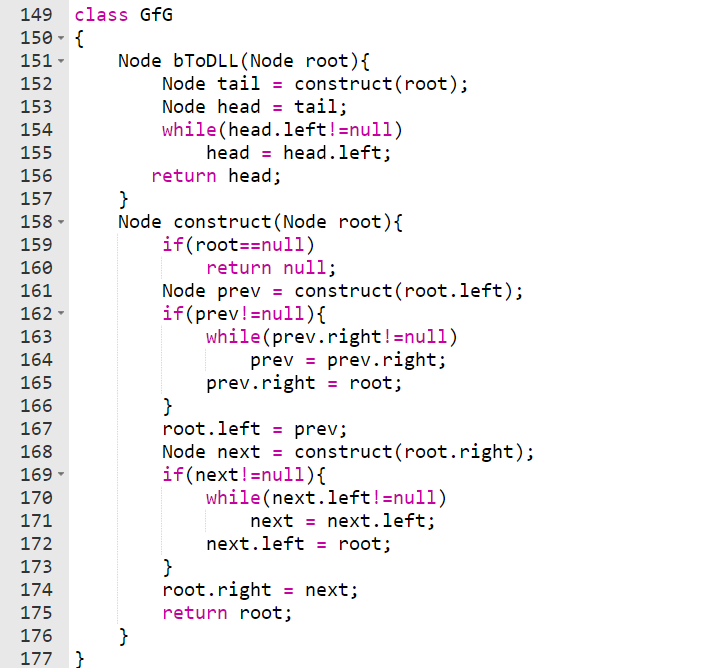 149 class GfG
150 {
151     Node bToDLL(Node root){
152         Node tail = construct(root);
153         Node head = tail;
154         while(head.left!=null)
155             head = head.left;
156        return head;
157     }
158     Node construct(Node root){
159         if(root==null)
160             return null;
161         Node prev = construct(root.left);
162         if(prev!=null){
163             while(prev.right!=null)
164                 prev = prev.right;
165             prev.right = root;
166         }
167         root.left = prev;
168         Node next = construct(root.right);
169         if(next!=null){
170             while(next.left!=null)
171                 next = next.left;
172             next.left = root;
173         }
174         root.right = next;
175         return root;
176     }
177 }